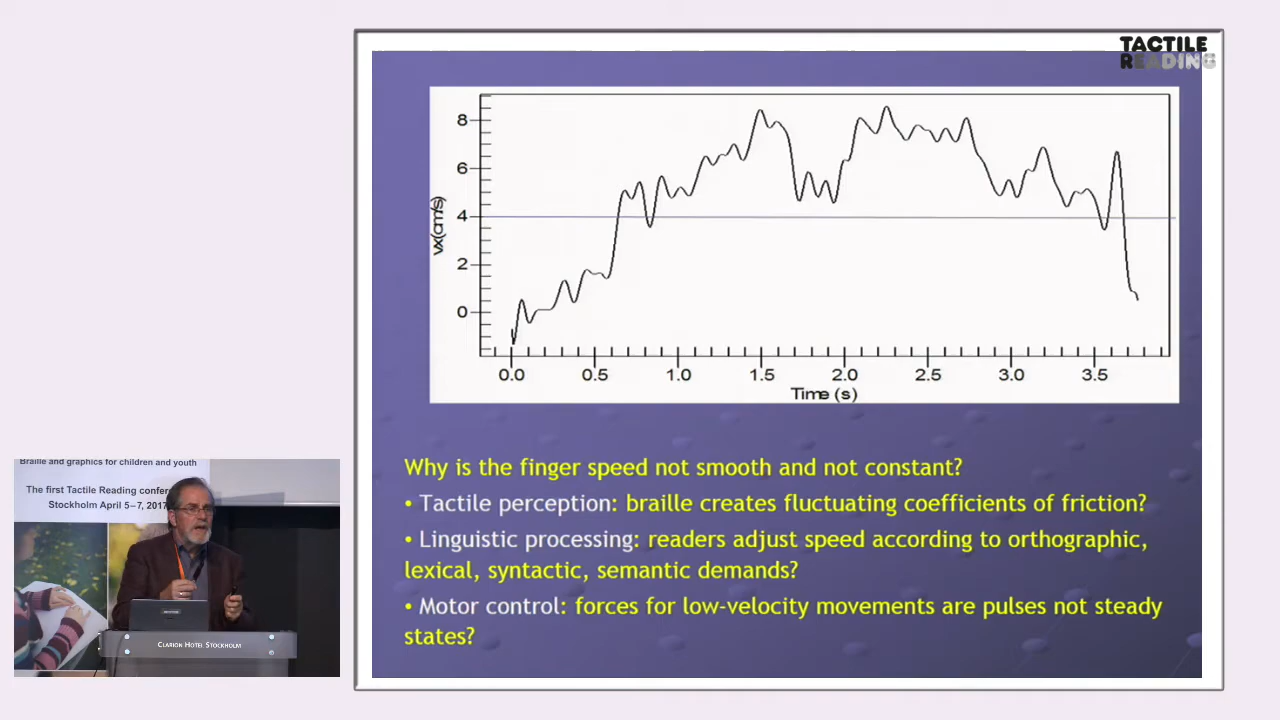 TACTILE
READING
8
6
4
2
0
vx(cm/s)
0.0 0.5 1.0 1.5 2.0 2.5 3.0 3.5
Time (s)
Why is the finger speed not smooth and not constant?
• Tactile perception: braille creates fluctuating coefficients of friction?
• Linguistic processing: readers adjust speed according to orthographic,
lexical, syntactic, semantic demands?
• Motor control: forces for low-velocity movements are pulses not steady
states?
Braille and graphics for children and youth
The first Tactile Reading confer
Stockholm April 5–7, 2017
CLARION HOTEL STOCKHOLM